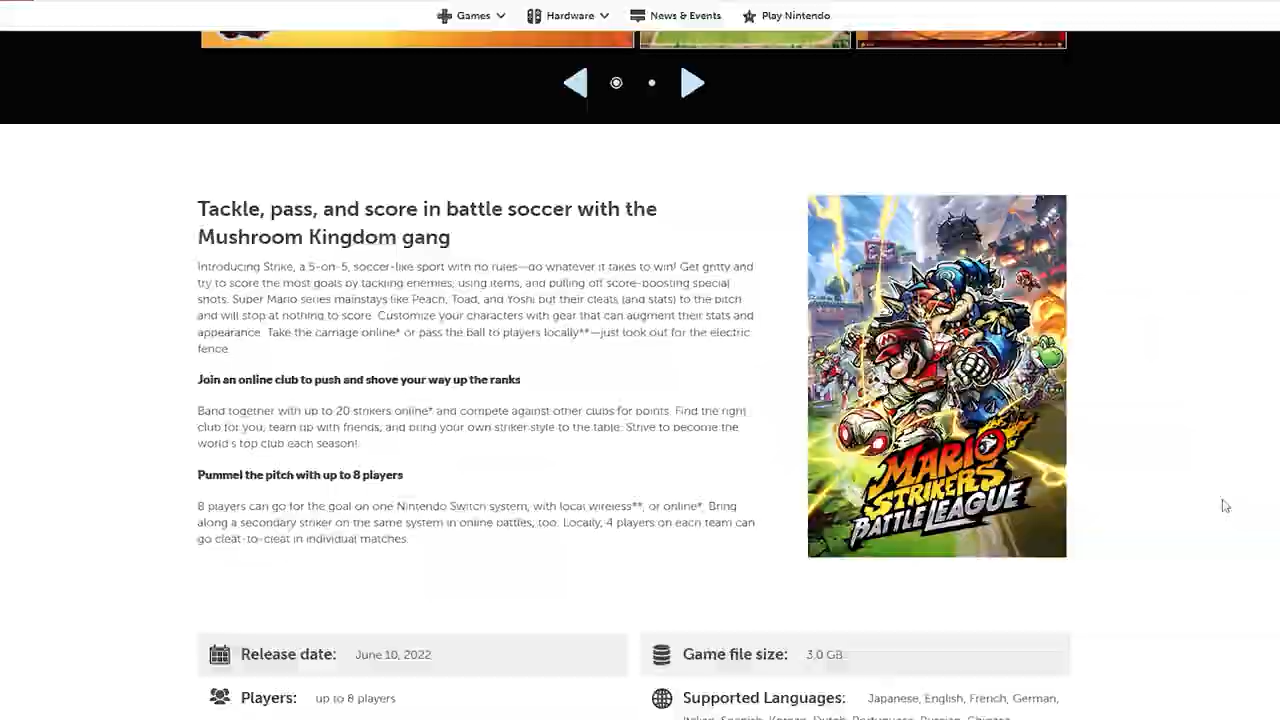 Games Hardware News & Events Play Nintendo
Tackle, pass, and score in battle soccer with the
Mushroom Kingdom gang
Introducing Strike, a 5-on-5, soccer-like sport with no rules—do whatever it takes to win! Get gritty and
try to score the most goals by tackling enemies, using items, and pulling off score-boosting special
shots. Super Mario series mainstays like Peach, Toad, and Yoshi put their cleats (and stats) to the pitch
and will stop at nothing to score. Customize your characters with gear that can augment their stats and
appearance. Take the carnage online* or pass the ball to players locally**—just look out for the electric
fence.
Join an online club to push and shove your way up the ranks
Band together with up to 20 strikers online* and compete against other clubs for points. Find the right
club for you, team up with friends, and bring your own striker style to the table. Strive to become the
world's top club each season!
Pummel the pitch with up to 8 players
8 players can go for the goal on one Nintendo Switch system, with local wireless**, or online*. Bring
along a secondary striker on the same system in online battles, too. Locally, 4 players on each team can
go cleat-to-cleat in individual matches.
MARIO
STRIKERS
BATTLE LEAGUE
Release date: June 10, 2022
Game file size: 3.0 GB
Players: up to 8 players
Supported Languages: Japanese, English, French, German,
Italian, Spanish, Korean, Dutch, Portuguese, Russian, Chinese